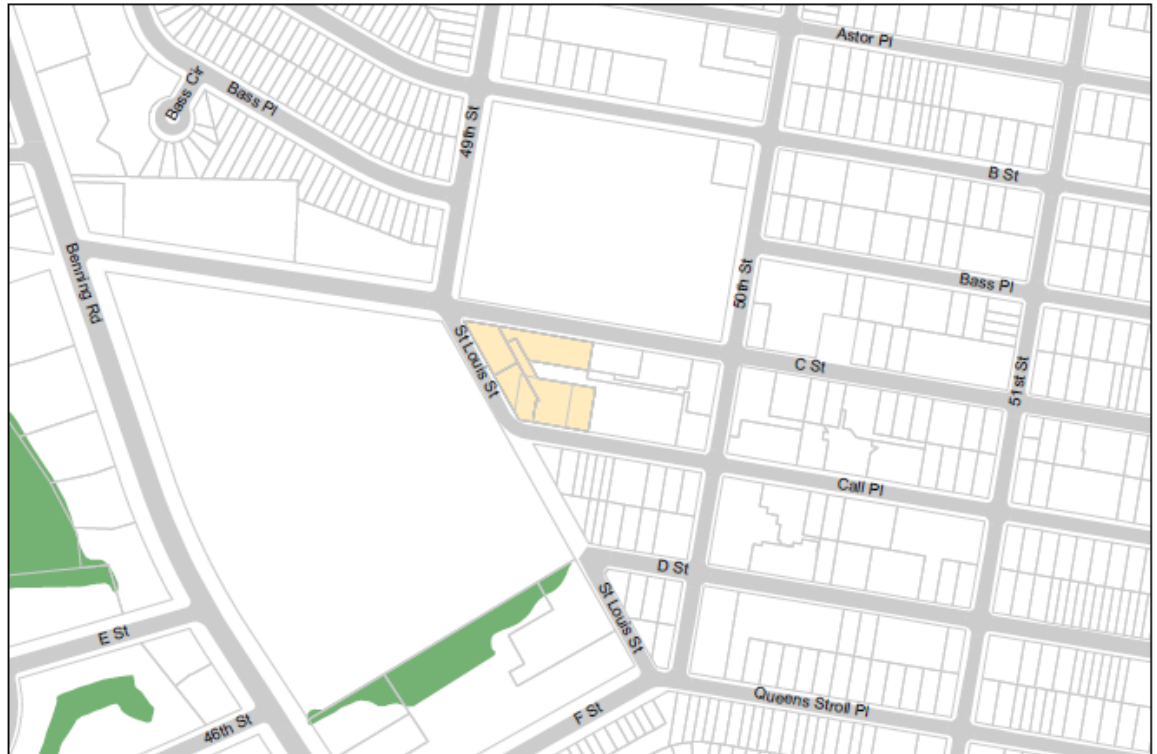 Astor Pl
Bass Cir
Bass Pl
49th St
B St
Benning Rd
50th St
Bass Pl
St Louis St
C St
51st St
Call Pl
D St
St Louis St
E St
Queens Stroll Pl
F St
46th St